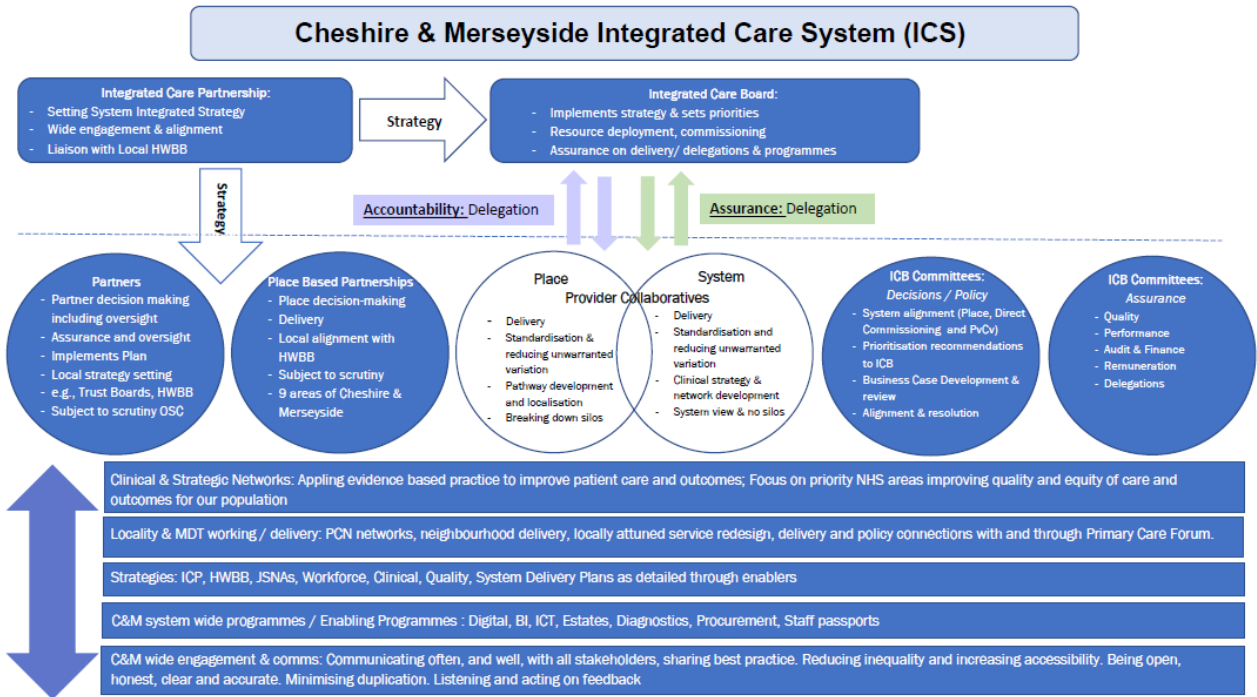 Cheshire & Merseyside Integrated Care System (ICS)
Integrated Care Partnership:
- Setting System Integrated Strategy
- Wide engagement & alignment
- Liaison with Local HWBB
Strategy
Integrated Care Board:
- Implements strategy & sets priorities
- Resource deployment, commissioning
- Assurance on delivery/ delegations & programmes
Strategy
Accountability: Delegation
Assurance: Delegation
Partners
- Partner decision making
including oversight
- Assurance and oversight
- Implements Plan
- Local strategy setting
- e.g., Trust Boards, HWBB
- Subject to scrutiny OSC
Place Based Partnerships
- Place decision-making
- Delivery
- Local alignment with
HWBB
- Subject to scrutiny
- 9 areas of Cheshire &
Merseyside
Place
System
Provider Collaboratives
- Delivery
- Standardisation &
reducing unwarranted
variation
- Pathway development
and localisation
- Breaking down silos
- Delivery
- Standardisation and
reducing unwarranted
variation
- Clinical strategy &
network development
- System view & no silos
ICB Committees:
Decisions / Policy
- System alignment (Place, Direct
Commissioning and PvCv)
- Prioritisation recommendations
to ICB
- Business Case Development &
review
- Alignment & resolution
ICB Committees:
Assurance
- Quality
- Performance
- Audit & Finance
- Remuneration
- Delegations
Clinical & Strategic Networks: Appling evidence based practice to improve patient care and outcomes; Focus on priority NHS areas improving quality and equity of care and
outcomes for our population
Locality & MDT working / delivery: PCN networks, neighbourhood delivery, locally attuned service redesign, delivery and policy connections with and through Primary Care Forum.
Strategies: ICP, HWBB, JSNAs, Workforce, Clinical, Quality, System Delivery Plans as detailed through enablers
C&M system wide programmes / Enabling Programmes : Digital, BI, ICT, Estates, Diagnostics, Procurement, Staff passports
C&M wide engagement & comms: Communicating often, and well, with all stakeholders, sharing best practice. Reducing inequality and increasing accessibility. Being open,
honest, clear and accurate. Minimising duplication. Listening and acting on feedback